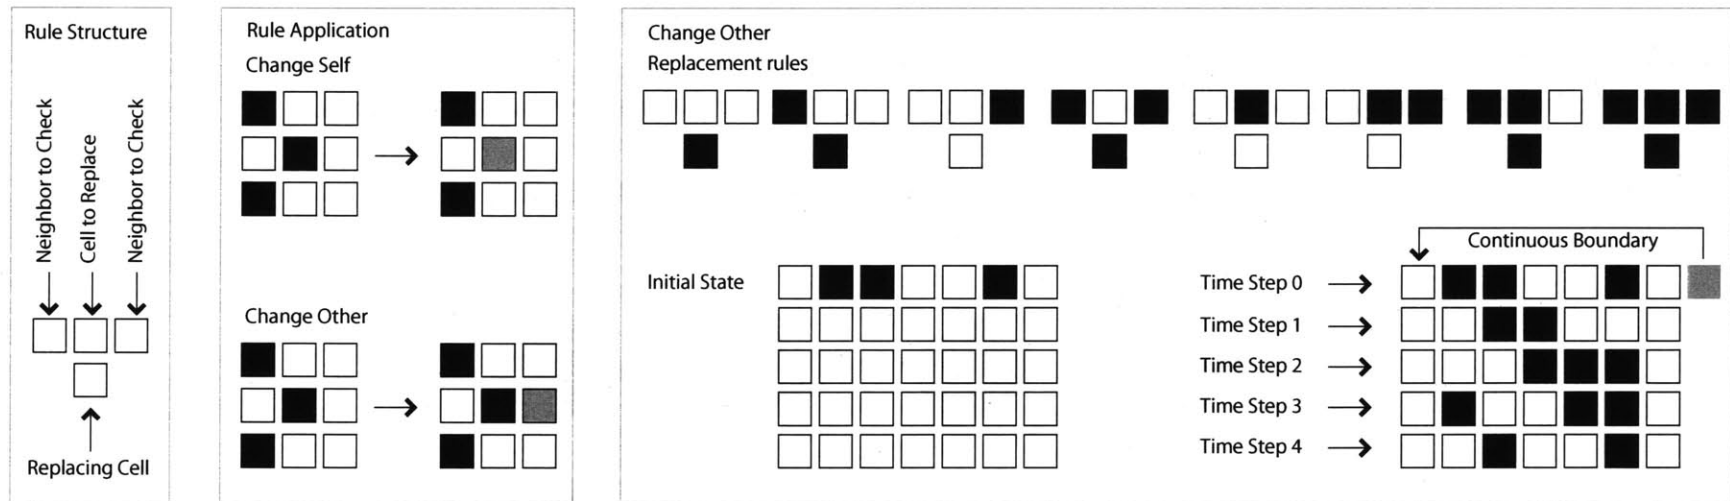 Rule Structure
Neighbor to Check
Cell to Replace
Neighbor to Check
Replacing Cell
Rule Application
Change Self
Change Other
Change Other
Replacement rules
Initial State
Continuous Boundary
Time Step 0
Time Step 1
Time Step 2
Time Step 3
Time Step 4